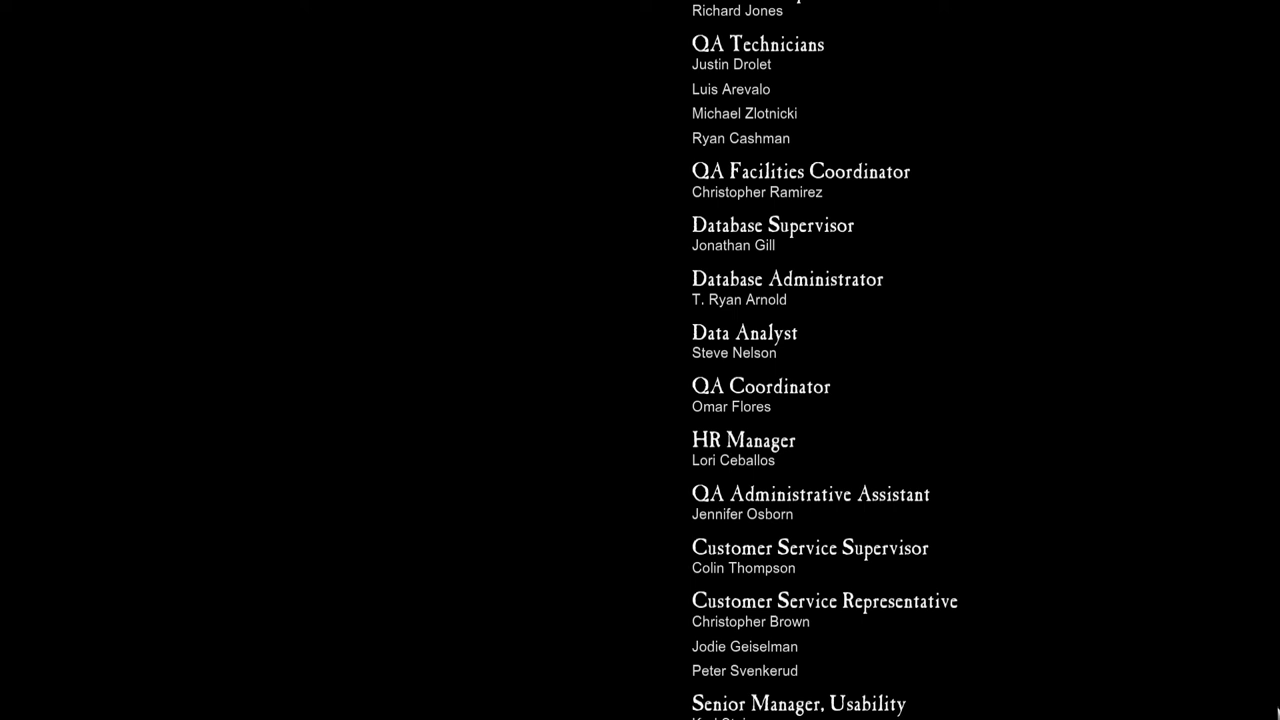 Richard Jones
QA Technicians
Justin Drolet
Luis Arevalo
Michael Zlotnicki
Ryan Cashman
QA Facilities Coordinator
Christopher Ramirez
Database Supervisor
Jonathan Gill
Database Administrator
T. Ryan Arnold
Data Analyst
Steve Nelson
QA Coordinator
Omar Flores
HR Manager
Lori Ceballos
QA Administrative Assistant
Jennifer Osborn
Customer Service Supervisor
Colin Thompson
Customer Service Representative
Christopher Brown
Jodie Geiselman
Peter Svenkerud
Senior Manager, Usability